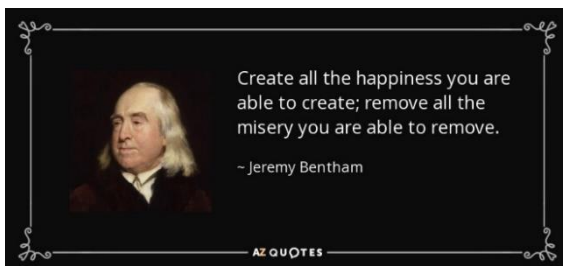 Create all the happiness you are
able to create; remove all the
misery you are able to remove.
~ Jeremy Bentham
AZ QUOTES